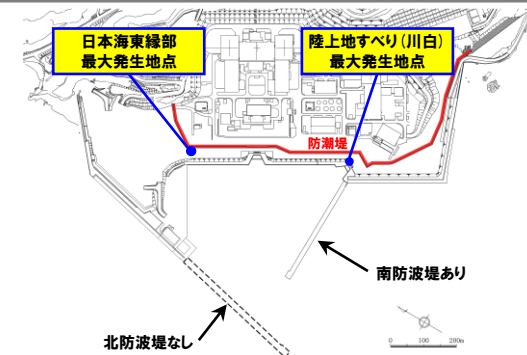 日本海東縁部
最大発生地点
陸上地すべり(川白)
最大発生地点
防潮堤
南防波堤あり
北防波堤なし
0 100 200m